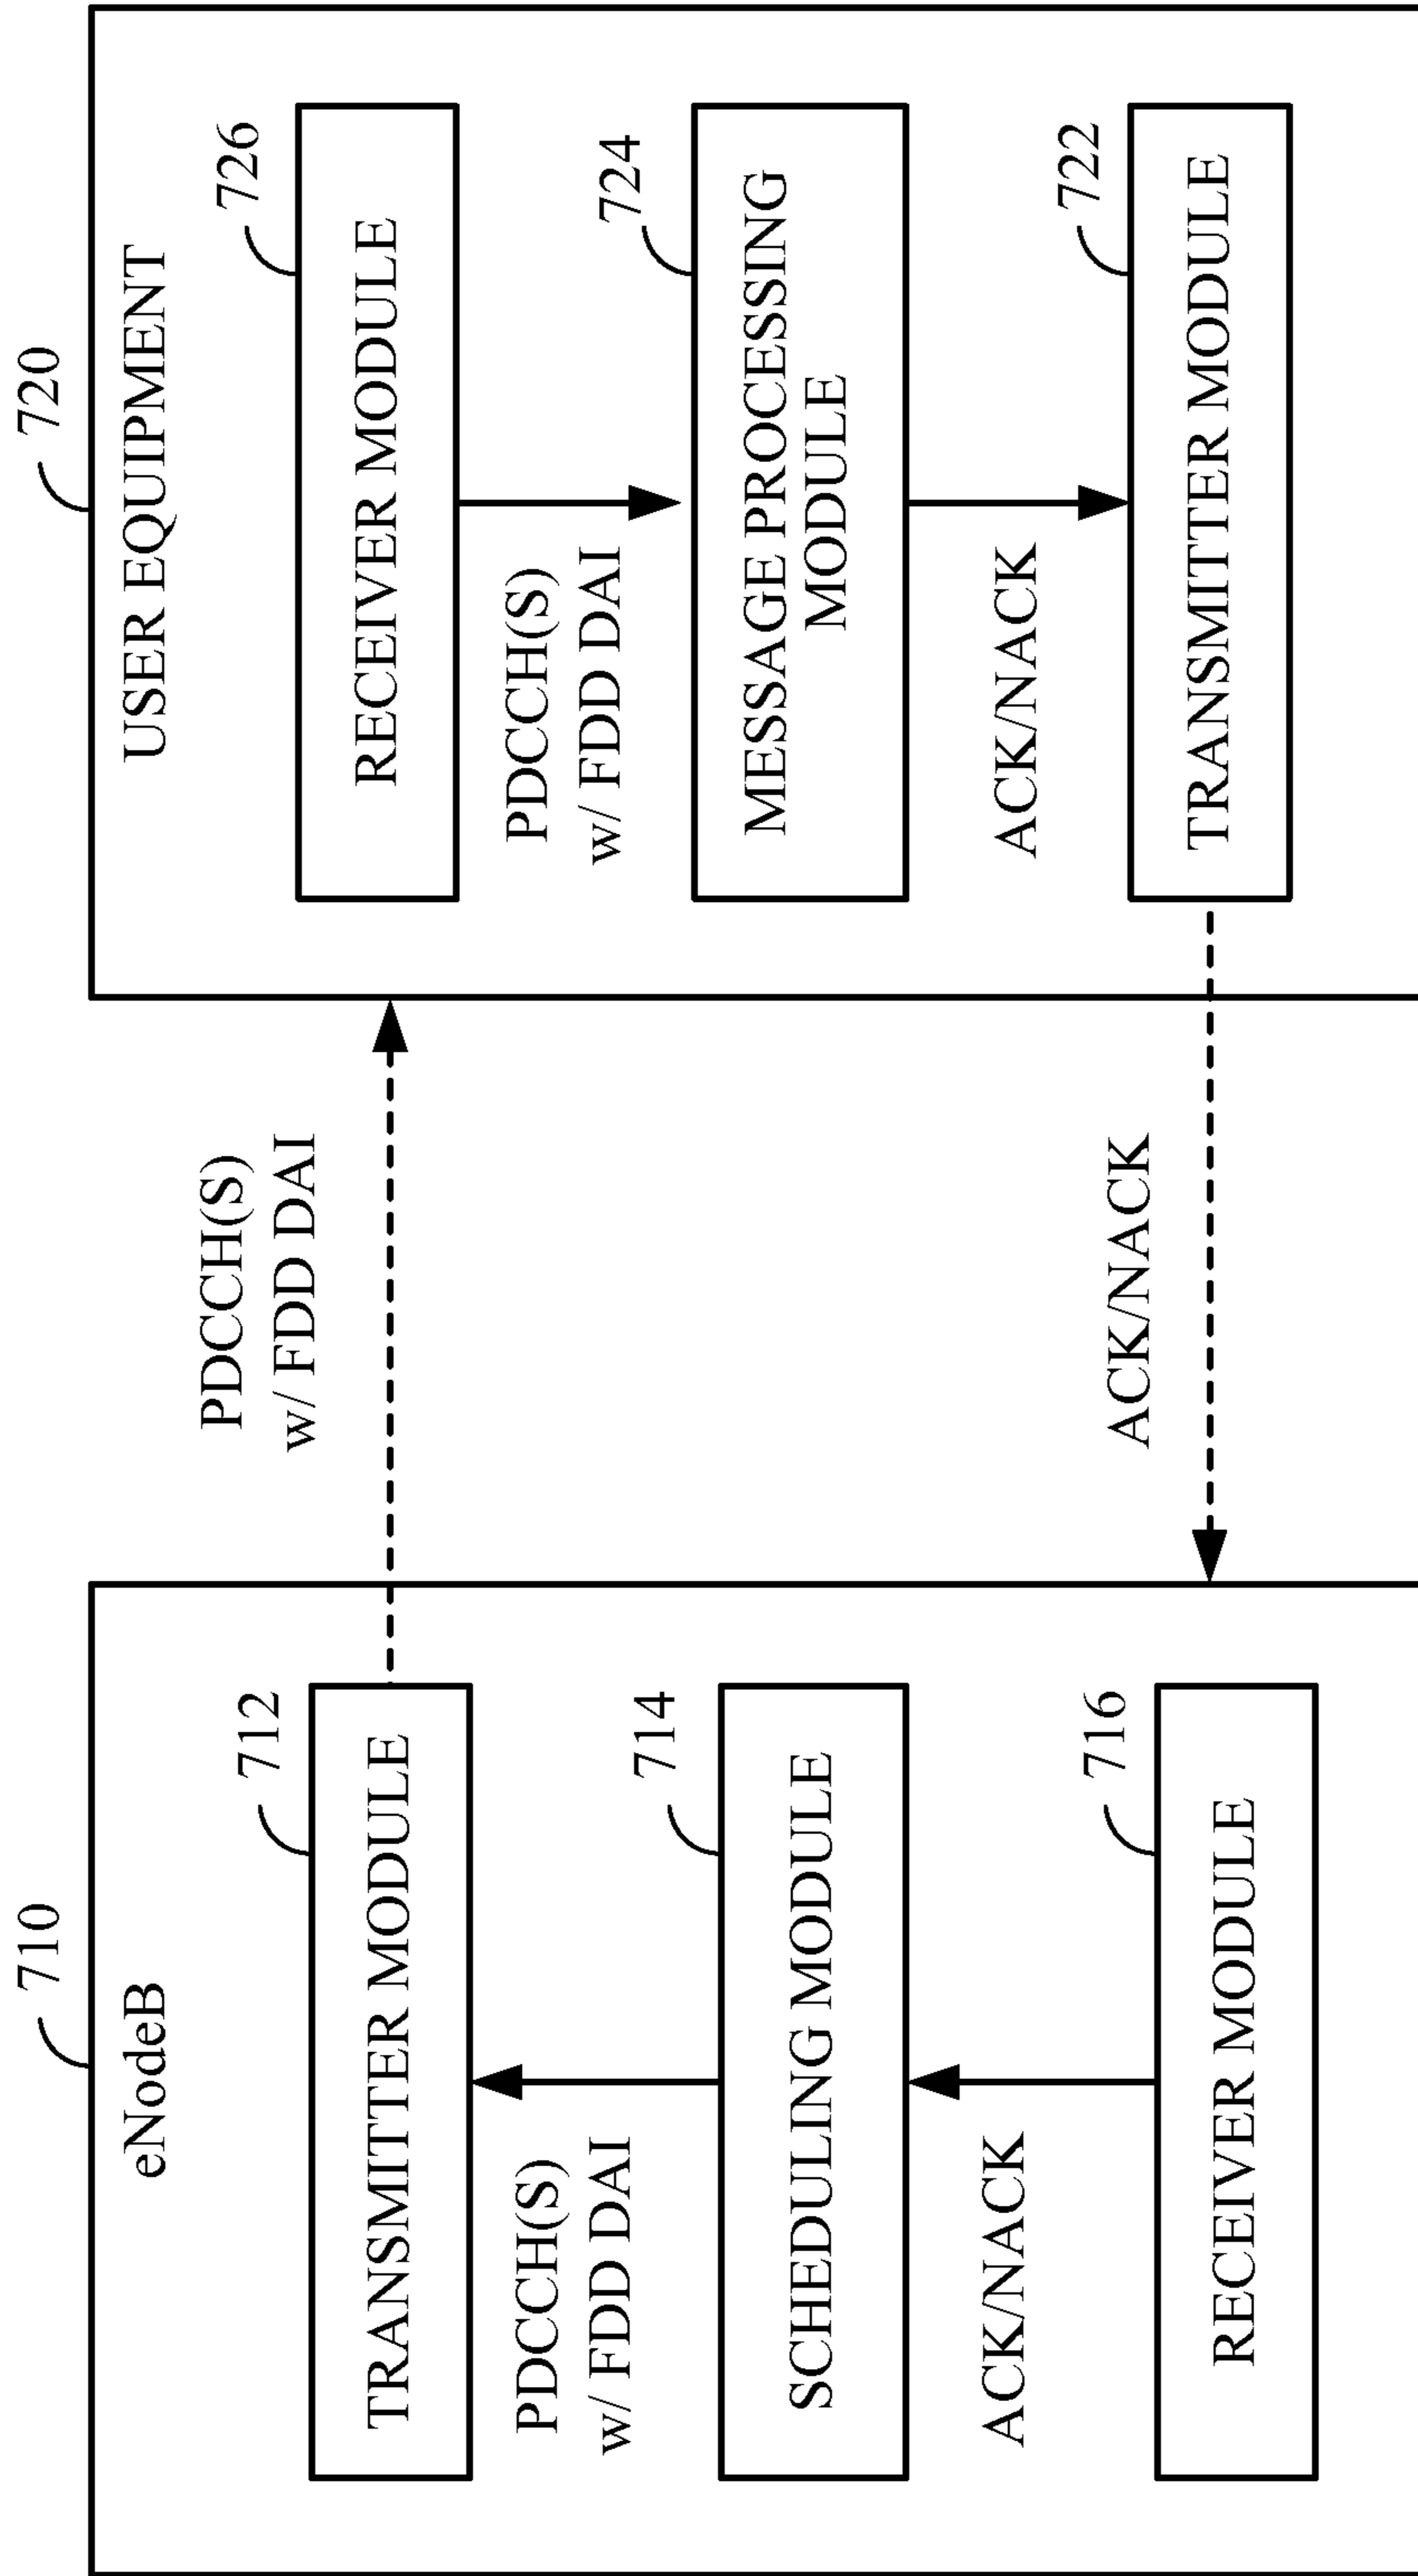 710
eNodeB
712
TRANSMITTER MODULE
PDCCH(S)
w/ FDD DAI
714
SCHEDULING MODULE
ACK/NACK
716
RECEIVER MODULE
PDCCH(S)
w/ FDD DAI
ACK/NACK
720
USER EQUIPMENT
726
RECEIVER MODULE
PDCCH(S)
w/ FDD DAI
724
MESSAGE PROCESSING
MODULE
ACK/NACK
722
TRANSMITTER MODULE